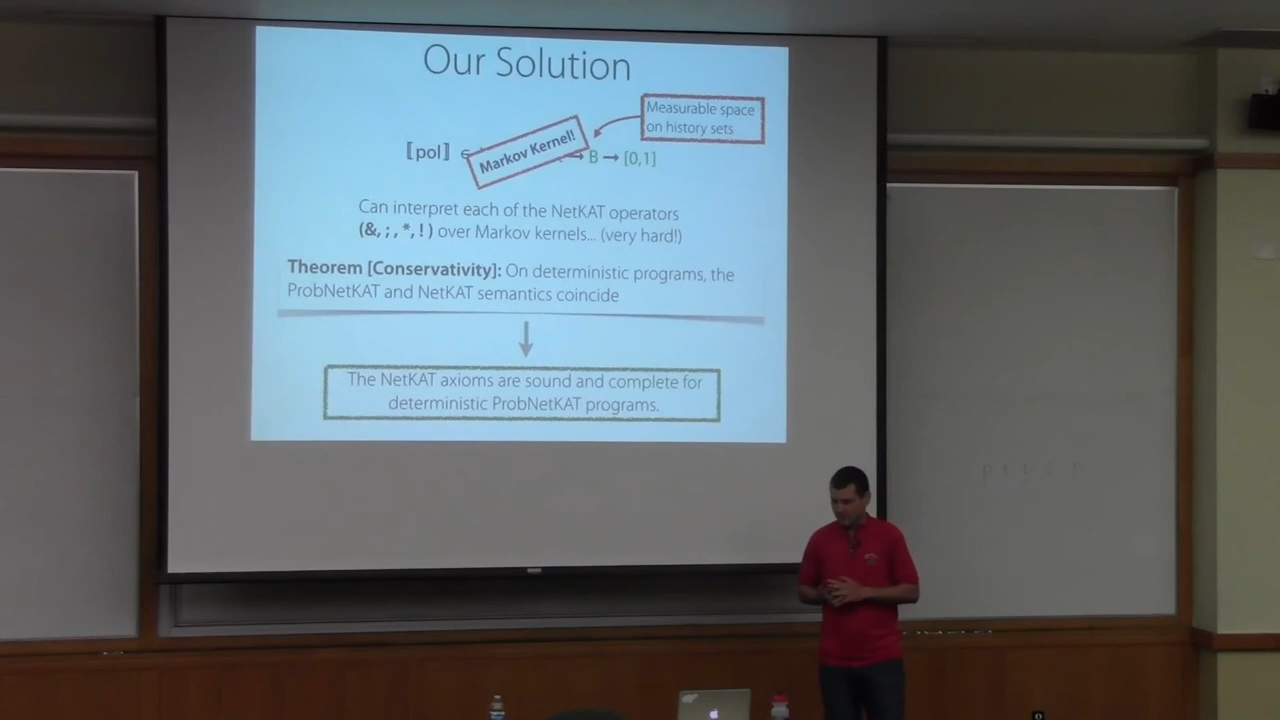 Our Solution
Measurable space
on history sets
Markov Kernel!
⟦pol⟧ ∈ → B → [0,1]
Can interpret each of the NetKAT operators
(&, ; , *, ! ) over Markov kernels... (very hard!)
Theorem [Conservativity]: On deterministic programs, the
ProbNetKAT and NetKAT semantics coincide
The NetKAT axioms are sound and complete for
deterministic ProbNetKAT programs.